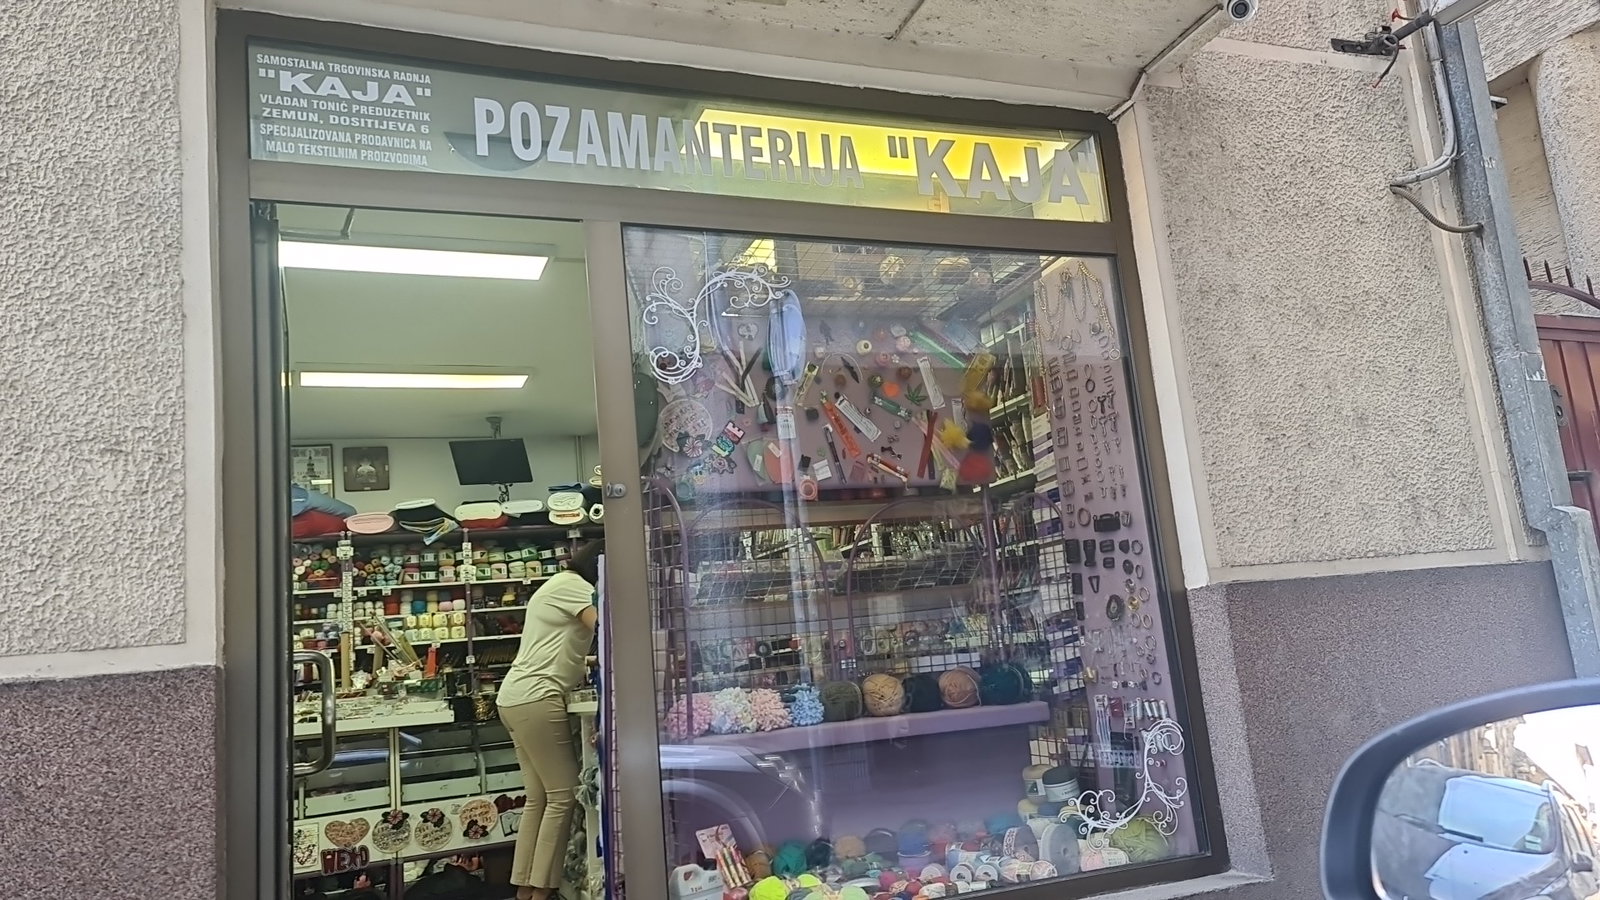 SAMOSTALNA TRGOVINSKA RADNJA
"KAJA"
VLADAN TONIĆ PREDUZETNIK
ZEMUN, DOSITIJEVA 6
SPECIJALIZOVANA PRODAVNICA NA
MALO TEKSTILNIM PROIZVODIMA
POZAMANTERIJA "KAJA"